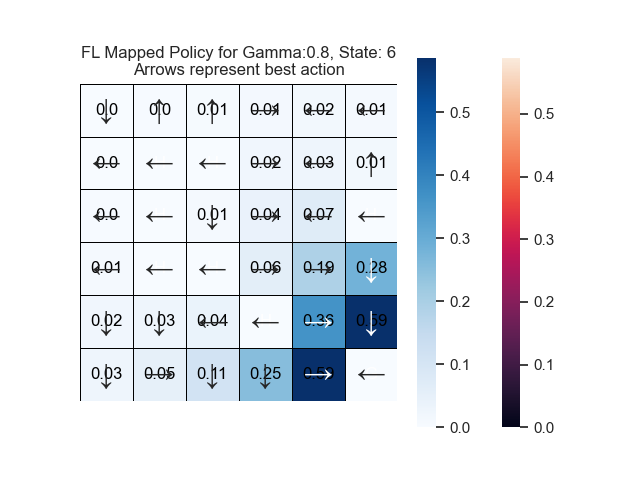 FL Mapped Policy for Gamma:0.8, State: 6
Arrows represent best action
0.0 0.0 0.01 0.01 0.02 0.01
0.0 0.02 0.03 0.01
0.0 0.01 0.04 0.07
0.01 0.06 0.19 0.28
0.02 0.03 0.04 0.36 0.59
0.03 0.05 0.11 0.25 0.59
0.5
0.4
0.3
0.2
0.1
0.0
0.5
0.4
0.3
0.2
0.1
0.0